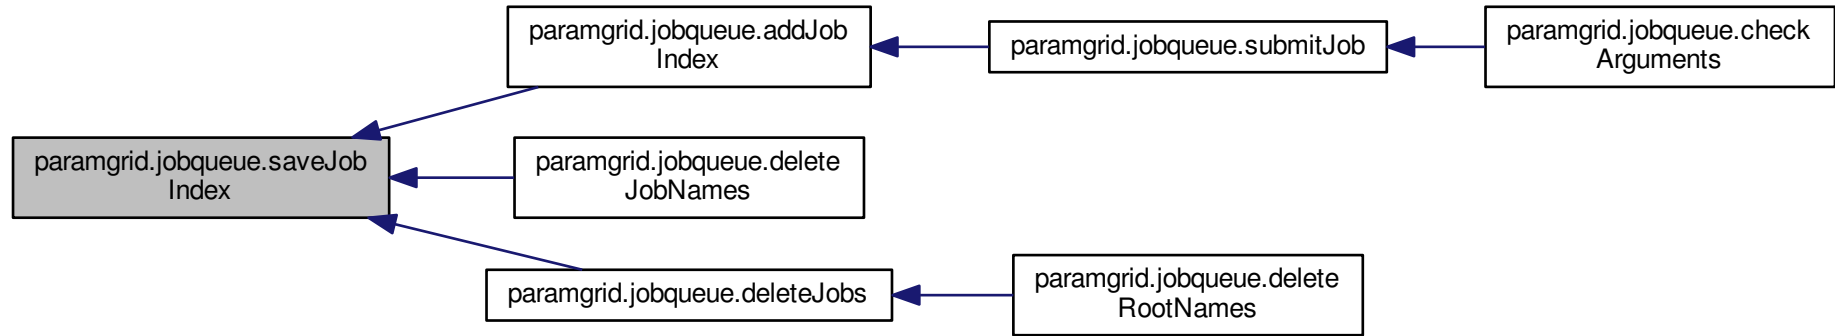 paramgrid.jobqueue.addJob
Index
paramgrid.jobqueue.submitJob
paramgrid.jobqueue.check
Arguments
paramgrid.jobqueue.saveJob
Index
paramgrid.jobqueue.delete
JobNames
paramgrid.jobqueue.deleteJobs
paramgrid.jobqueue.delete
RootNames